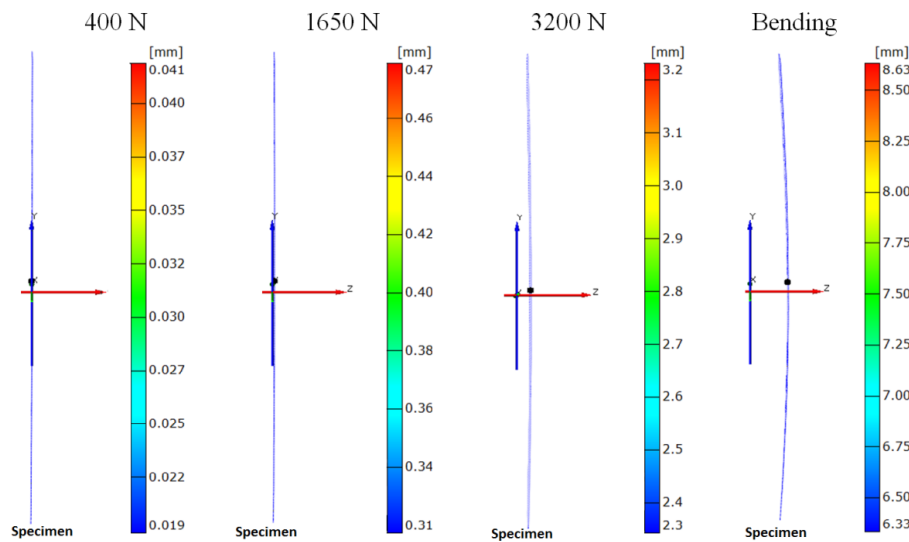 400 N
[mm]
0.041
0.040
0.037
0.035
0.032
0.030
0.027
0.025
0.022
0.019
Y
X
Specimen
1650 N
[mm]
0.47
0.46
0.44
0.42
0.40
0.38
0.36
0.34
0.31
Y
X
Z
Specimen
3200 N
[mm]
3.2
3.1
3.0
2.9
2.8
2.7
2.6
2.5
2.4
2.3
Y
X
Z
Specimen
Bending
[mm]
8.63
8.50
8.25
8.00
7.75
7.50
7.25
7.00
6.75
6.50
6.33
Y
X
Z
Specimen